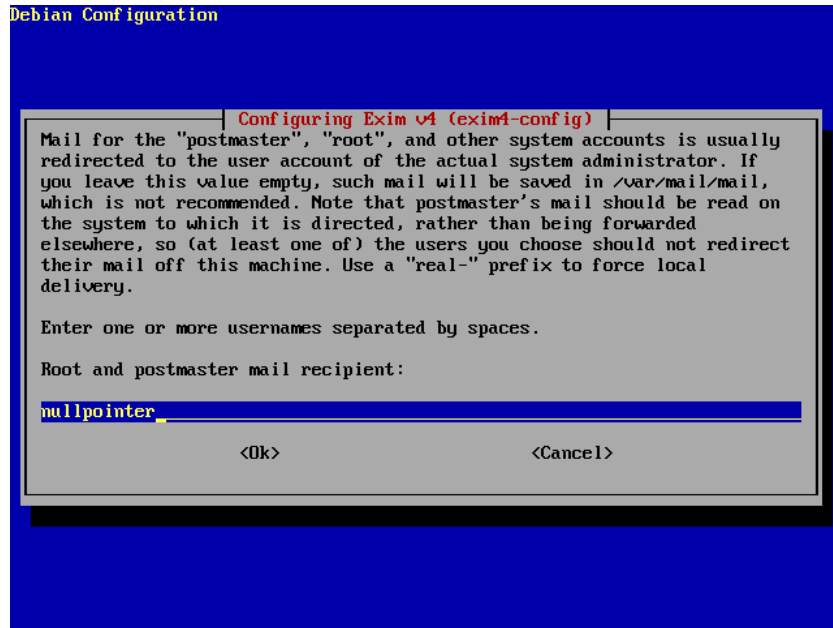 Debian Configuration
Configuring Exim v4 (exim4-config)
Mail for the "postmaster", "root", and other system accounts is usually
redirected to the user account of the actual system administrator. If
you leave this value empty, such mail will be saved in /var/mail/mail,
which is not recommended. Note that postmaster's mail should be read on
the system to which it is directed, rather than being forwarded
elsewhere, so (at least one of) the users you choose should not redirect
their mail off this machine. Use a "real-" prefix to force local
delivery.
Enter one or more usernames separated by spaces.
Root and postmaster mail recipient:
nullpointer
<Ok> <Cancel>